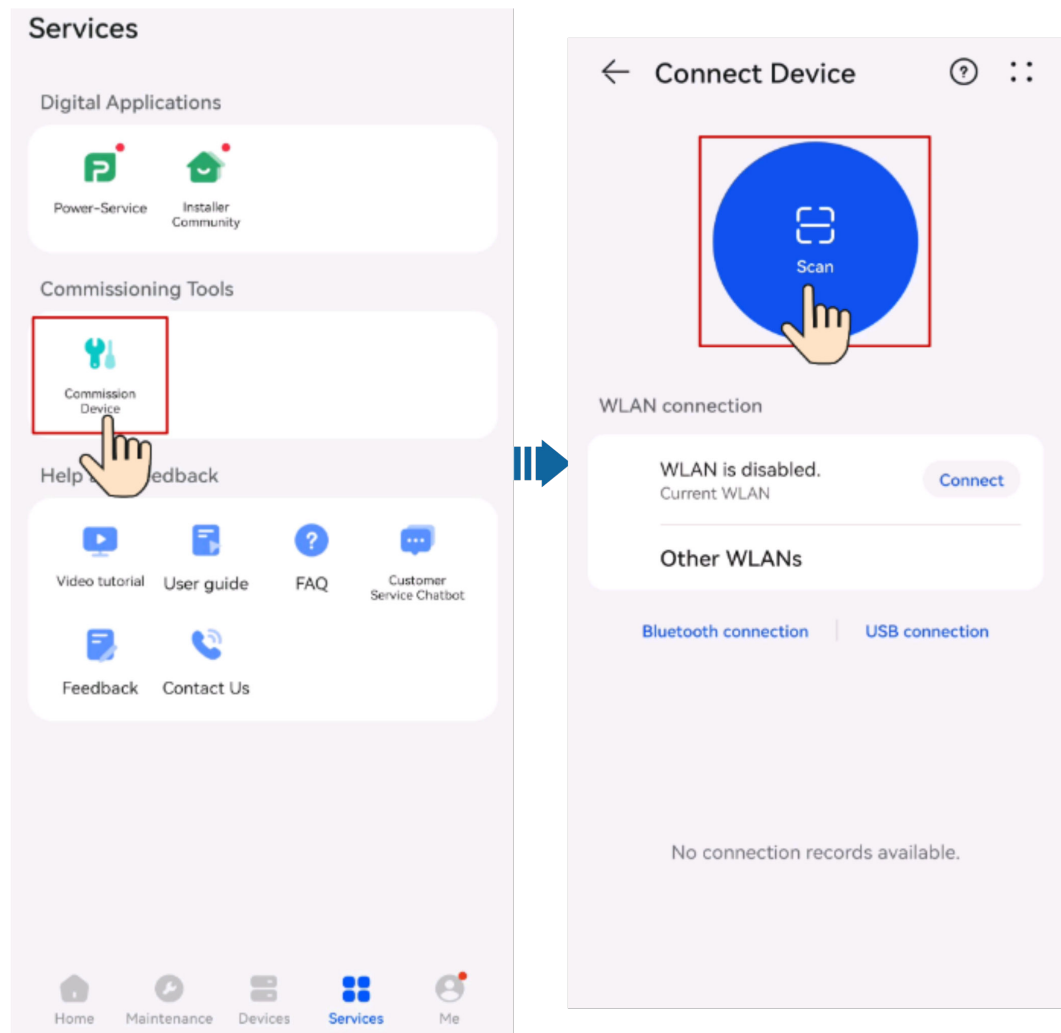 Services
Digital Applications
Power-Service
Installer
Community
Commissioning Tools
Commission
Device
Help edback
Video tutorial
User guide
FAQ
Customer
Service Chatbot
Feedback
Contact Us
Home
Maintenance
Devices
Services
Me
Connect Device
Scan
WLAN connection
WLAN is disabled.
Current WLAN
Connect
Other WLANs
Bluetooth connection
USB connection
No connection records available.